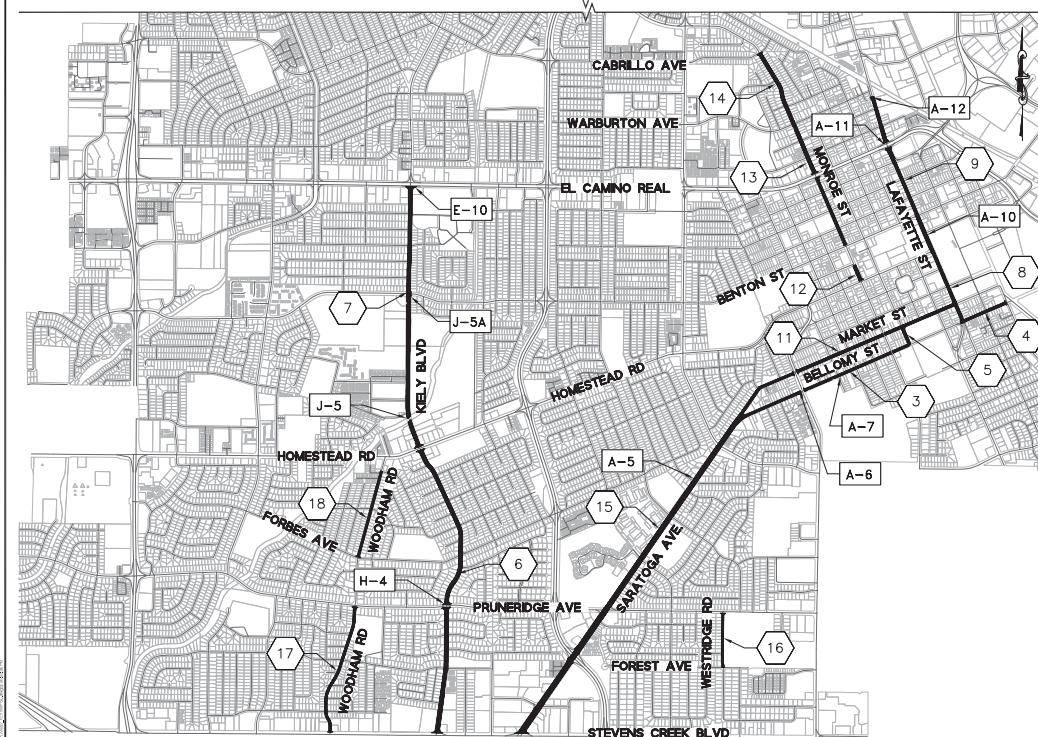 CABRILLO AVE
14
A-12
WARBURTON AVE
A-11
9
13
MONROE ST
EL CAMINO REAL
E-10
LAFAYETTE ST
A-10
BENTON ST
12
8
7
J-5A
MARKET ST
11
4
BELLOMY ST
5
KIELY BLVD
HOMESTEAD RD
3
J-5
A-7
HOMESTEAD RD
A-5
A-6
18
WOODHAM RD
15
FORBES AVE
SARATOGA AVE.
6
H-4
PRUNERIDGE AVE
WESTRIDGE RD
16
17
WOODHAM RD
FOREST AVE
STEVENS CREEK BLVD